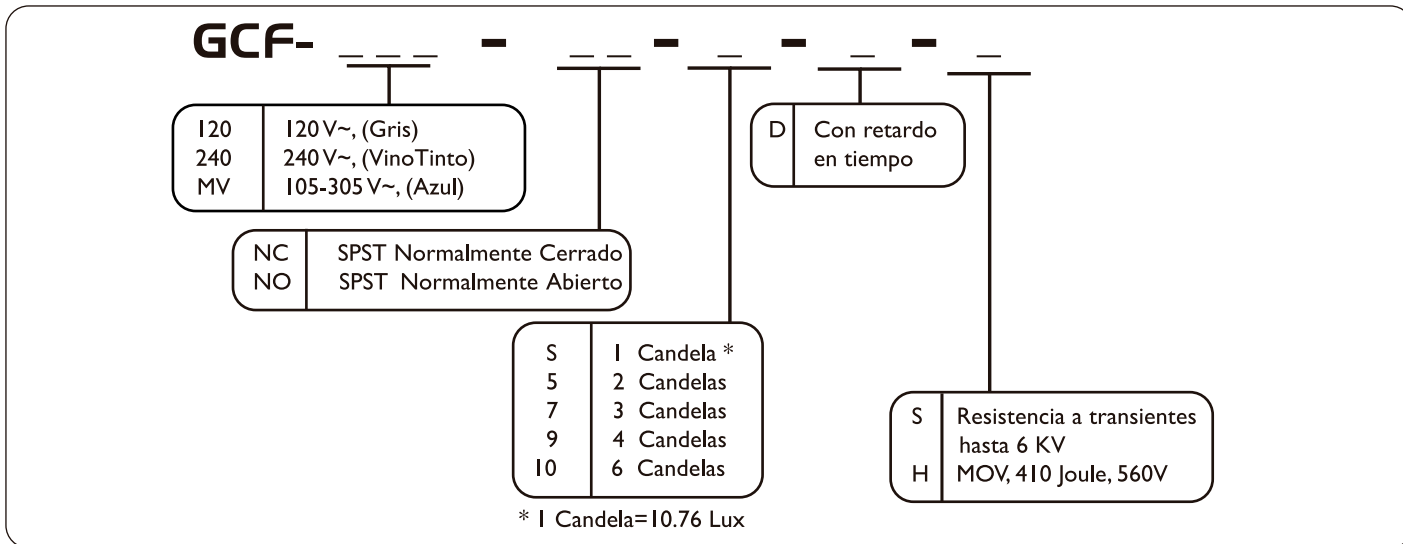 GCF- _ _ _ - _ _ - _ - _ - _
120 120 V~, (Gris)
240 240 V~, (VinoTinto)
MV 105-305 V~, (Azul)
D Con retardo
en tiempo
NC SPST Normalmente Cerrado
NO SPST Normalmente Abierto
S 1 Candela *
5 2 Candelas
7 3 Candelas
9 4 Candelas
10 6 Candelas
* 1 Candela=10.76 Lux
S Resistencia a transientes
hasta 6 KV
H MOV, 410 Joule, 560V